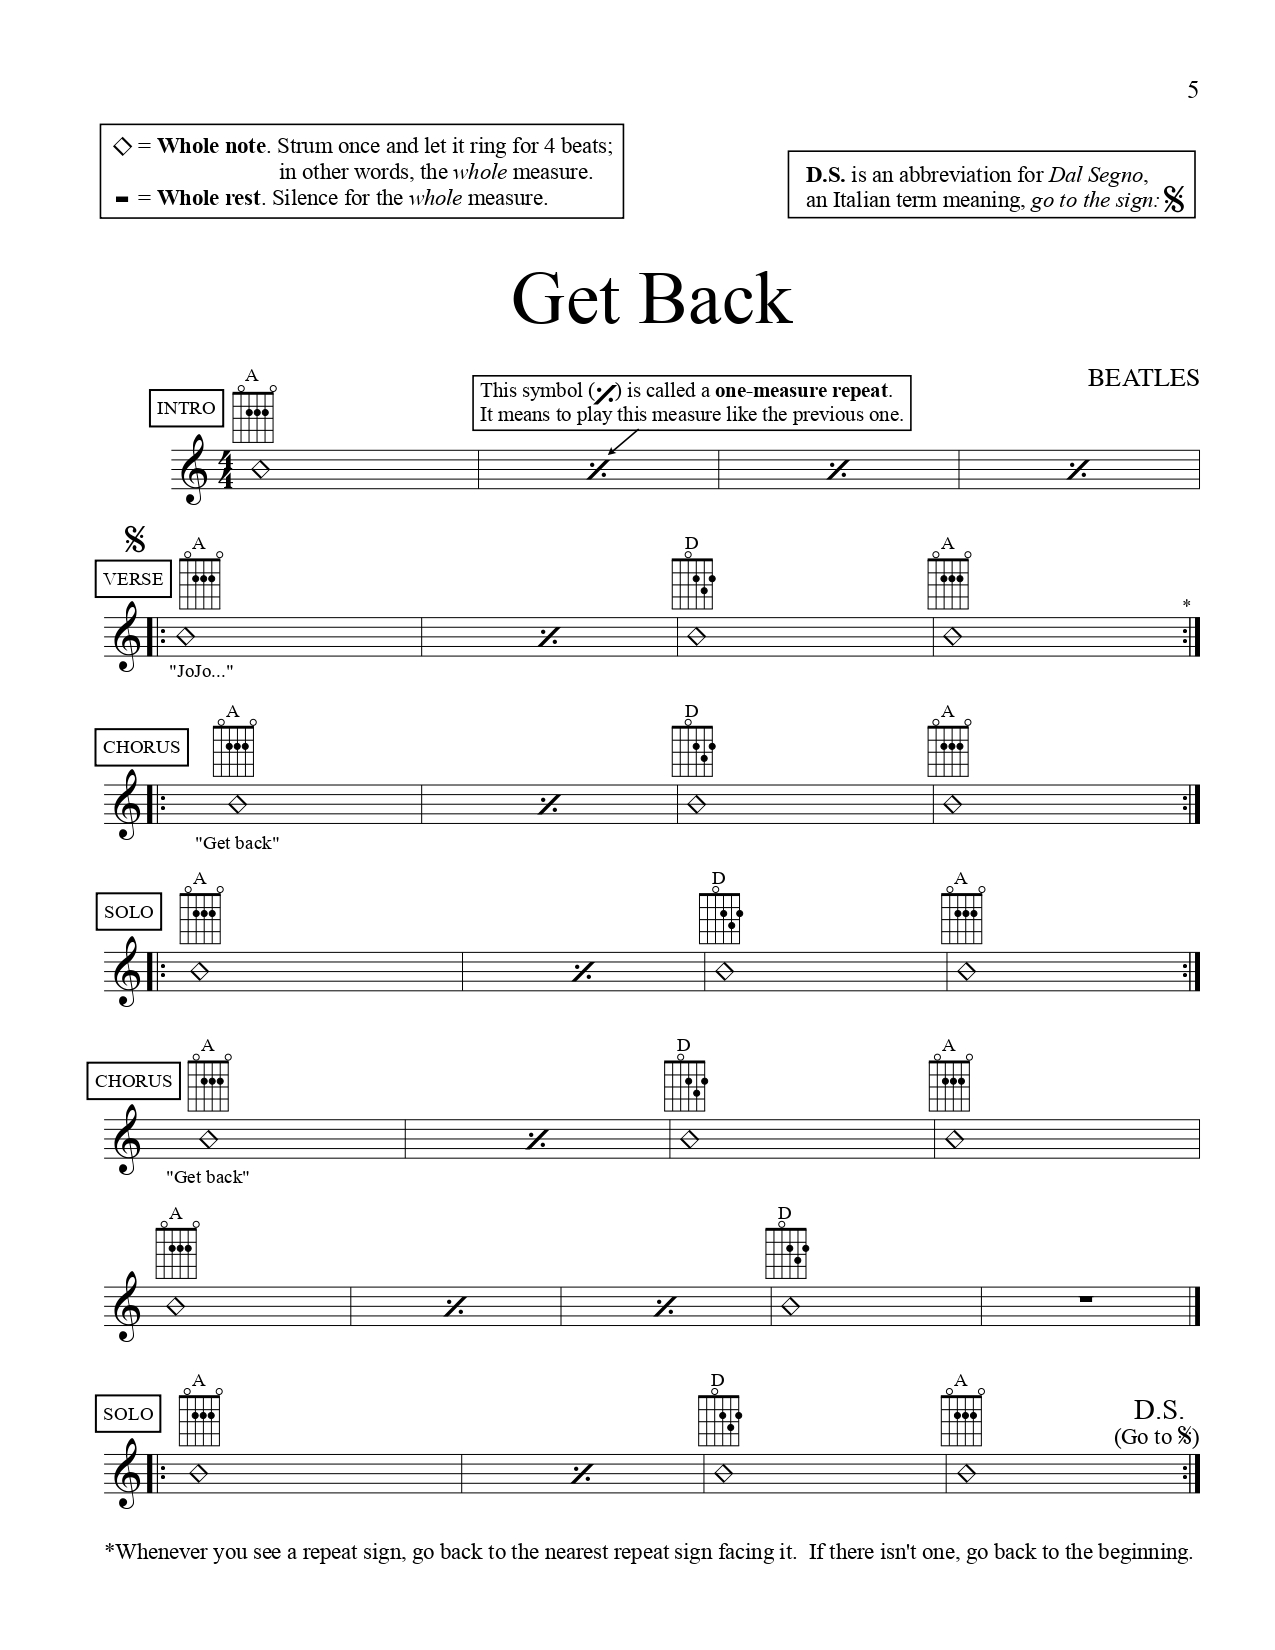 5
= Whole note. Strum once and let it ring for 4 beats;
in other words, the whole measure.
= Whole rest. Silence for the whole measure.
D.S. is an abbreviation for Dal Segno,
an Italian term meaning, go to the sign:
Get Back
BEATLES
INTRO
A
This symbol ( ) is called a one-measure repeat.
It means to play this measure like the previous one.
4
4
VERSE
A D A
*
"JoJo..."
CHORUS
A D A
"Get back"
SOLO
A D A
CHORUS
A D A
"Get back"
A D
SOLO
A D A
D.S.
(Go to )
*Whenever you see a repeat sign, go back to the nearest repeat sign facing it. If there isn't one, go back to the beginning.